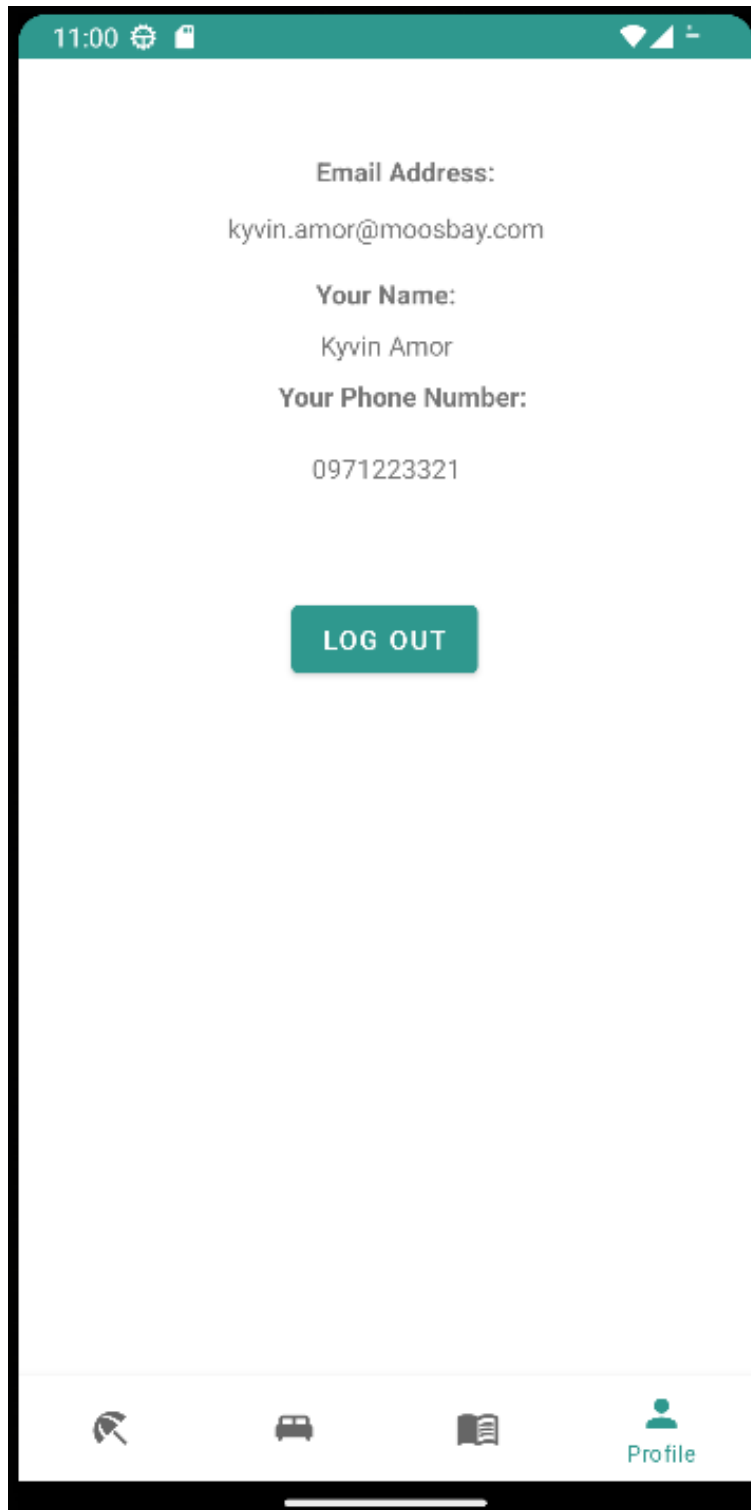 11:00
Email Address:
kyvin.amor@moosbay.com
Your Name:
Kyvin Amor
Your Phone Number:
0971223321
LOG OUT
Profile